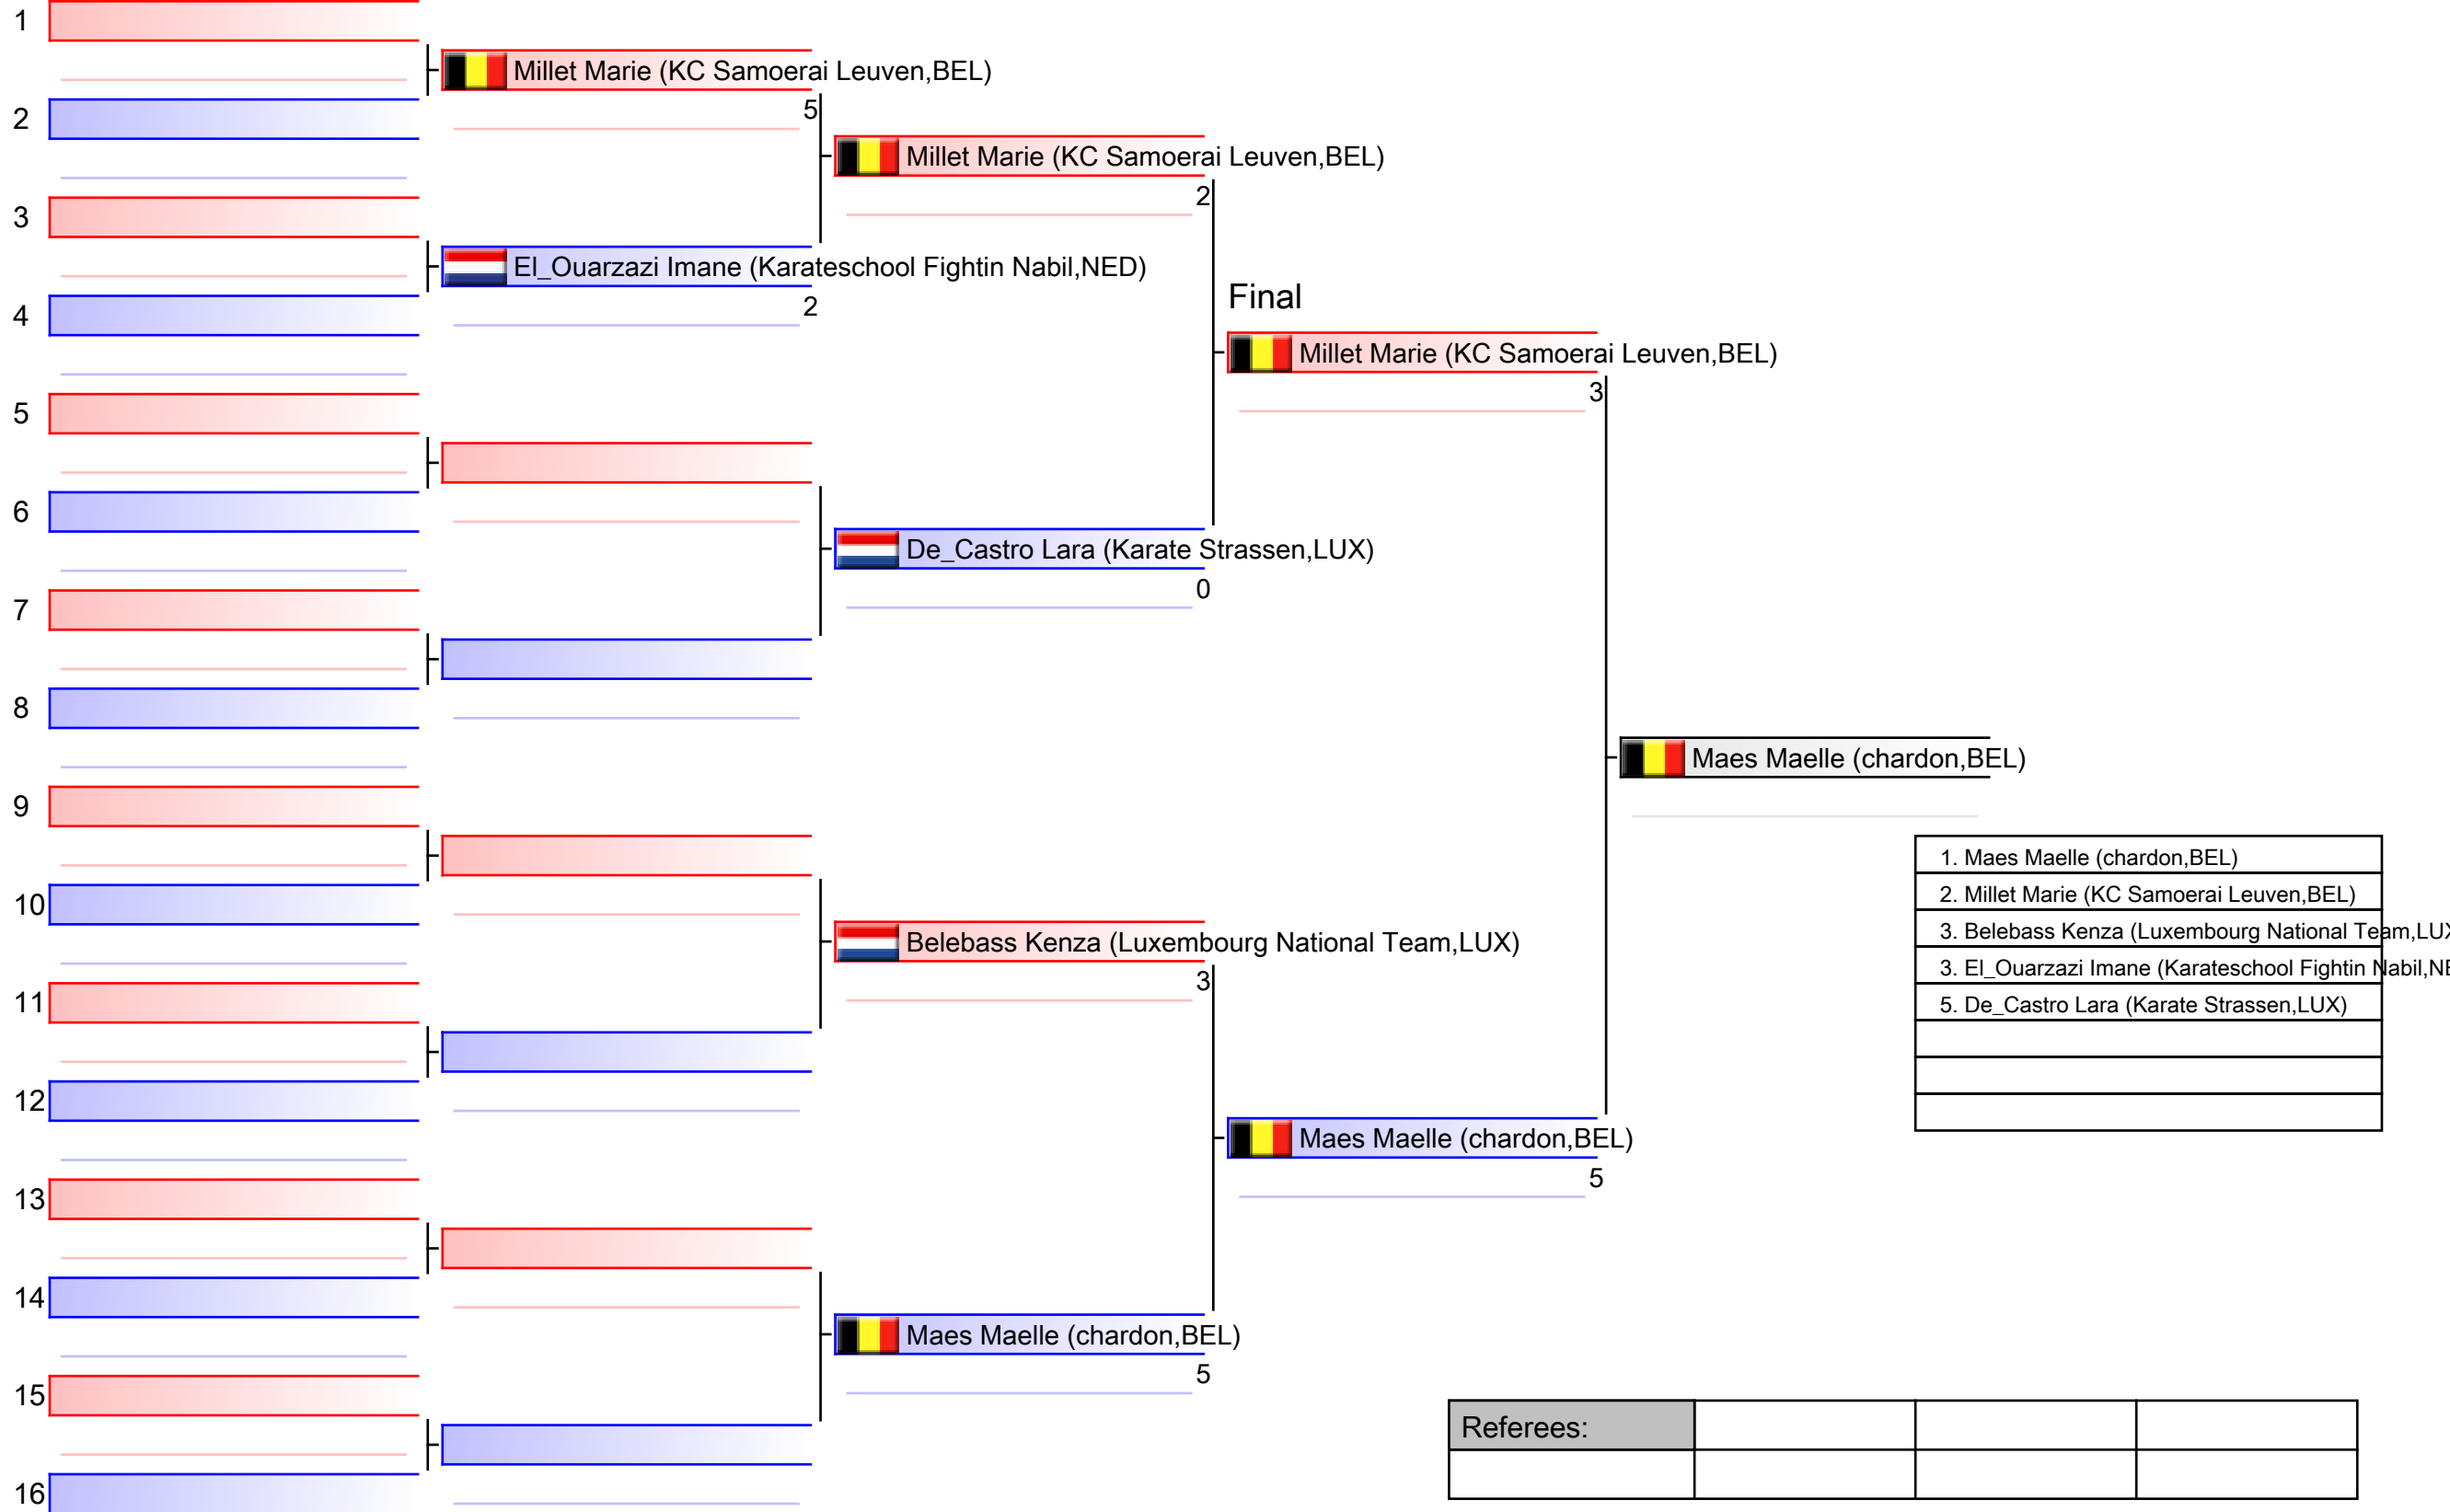 1
Millet Marie (KC Samoerai Leuven,BEL)
5
2
Millet Marie (KC Samoerai Leuven,BEL)
2
3
El_Ouarzazi Imane (Karateschool Fightin Nabil,NED)
2
4
Final
Millet Marie (KC Samoerai Leuven,BEL)
3
5
6
De_Castro Lara (Karate Strassen,LUX)
0
7
8
Maes Maelle (chardon,BEL)
9
1. Maes Maelle (chardon,BEL)
2. Millet Marie (KC Samoerai Leuven,BEL)
3. Belebass Kenza (Luxembourg National Team,LUX
3. El_Ouarzazi Imane (Karateschool Fightin Nabil,NE
5. De_Castro Lara (Karate Strassen,LUX)
10
Belebass Kenza (Luxembourg National Team,LUX)
3
11
12
Maes Maelle (chardon,BEL)
5
13
14
Maes Maelle (chardon,BEL)
5
15
Referees:
16